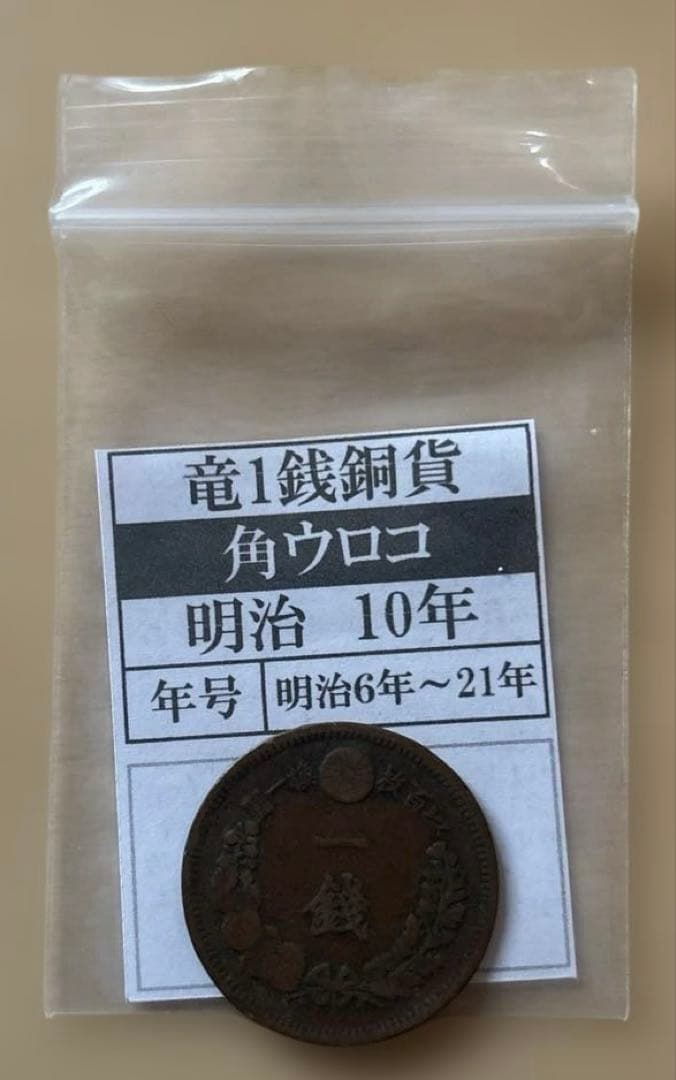 竜1銭銅貨
角ウロコ
明治 10年
年号 明治6年～21年
一
銭